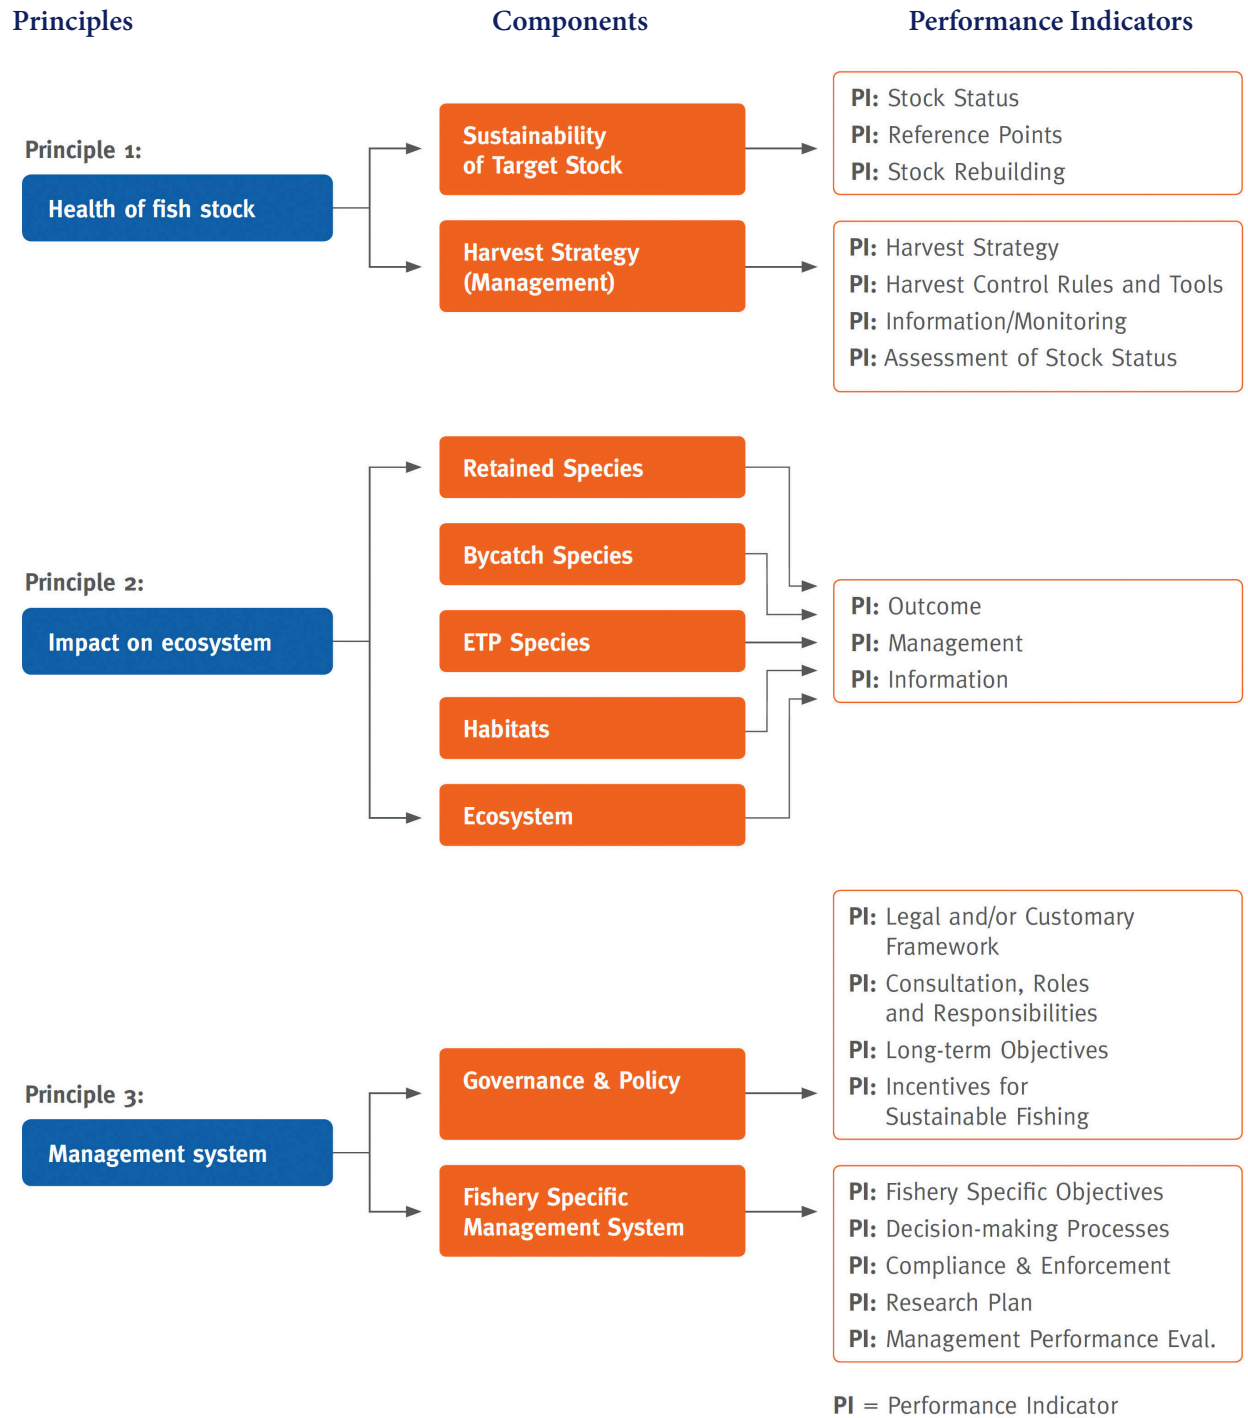 Principles
Components
Performance Indicators
Principle 1:
Health of fish stock
Sustainability
of Target Stock
PI: Stock Status
PI: Reference Points
PI: Stock Rebuilding
Harvest Strategy
(Management)
PI: Harvest Strategy
PI: Harvest Control Rules and Tools
PI: Information/Monitoring
PI: Assessment of Stock Status
Principle 2:
Impact on ecosystem
Retained Species
Bycatch Species
ETP Species
Habitats
Ecosystem
PI: Outcome
PI: Management
PI: Information
Principle 3:
Management system
Governance & Policy
PI: Legal and/or Customary
Framework
PI: Consultation, Roles
and Responsibilities
PI: Long-term Objectives
PI: Incentives for
Sustainable Fishing
Fishery Specific
Management System
PI: Fishery Specific Objectives
PI: Decision-making Processes
PI: Compliance & Enforcement
PI: Research Plan
PI: Management Performance Eval.
PI = Performance Indicator